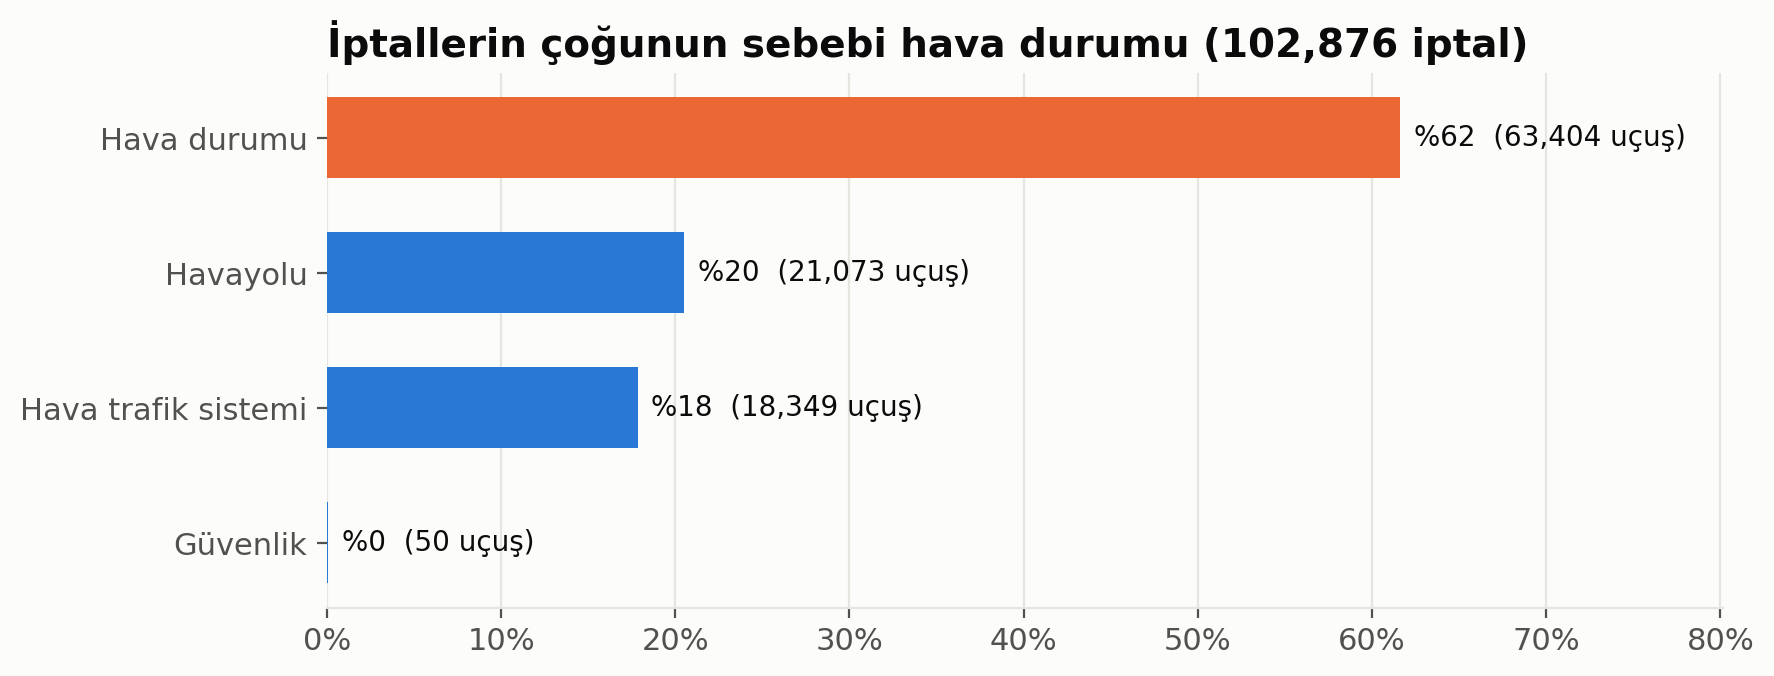 İptallerin çoğunun sebebi hava durumu (102,876 iptal)
Hava durumu %62 (63,404 uçuş)
Havayolu %20 (21,073 uçuş)
Hava trafik sistemi %18 (18,349 uçuş)
Güvenlik %0 (50 uçuş)
0% 10% 20% 30% 40% 50% 60% 70% 80%